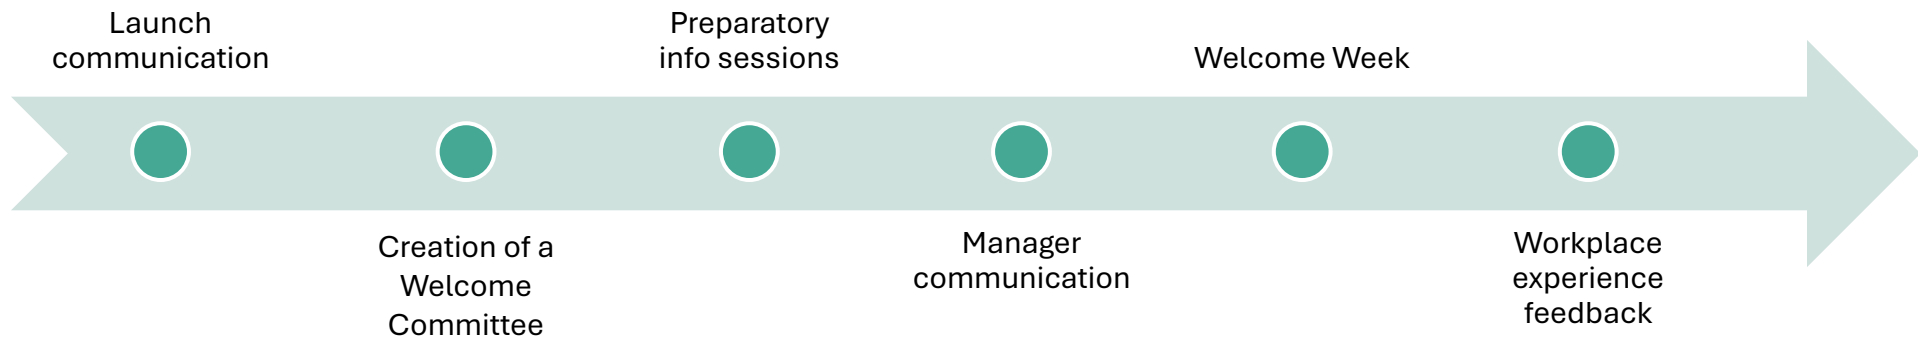 Launch
communication
Creation of a
Welcome
Committee
Preparatory
info sessions
Manager
communication
Welcome Week
Workplace
experience
feedback